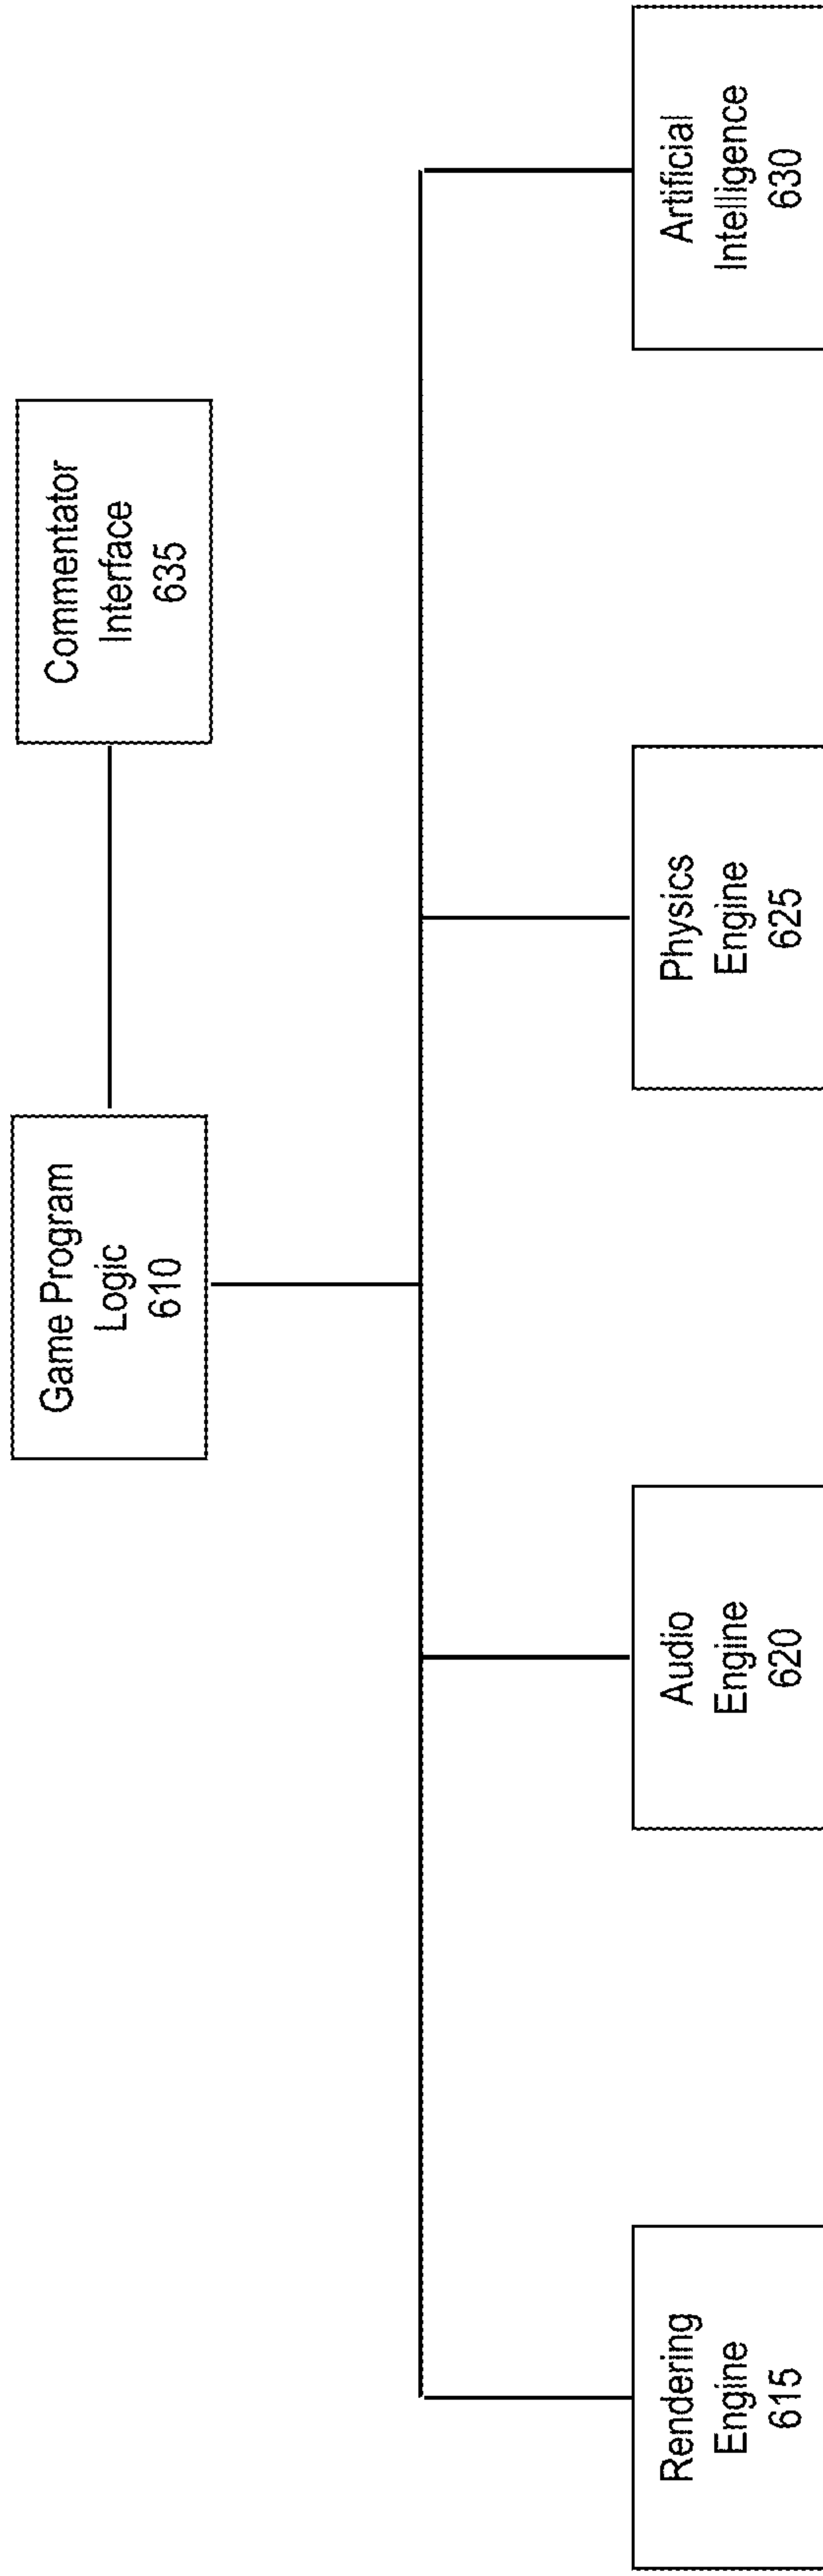 Game Program
Logic
610
Commentator
Interface
635
Rendering
Engine
615
Audio
Engine
620
Physics
Engine
625
Artificial
Intelligence
630